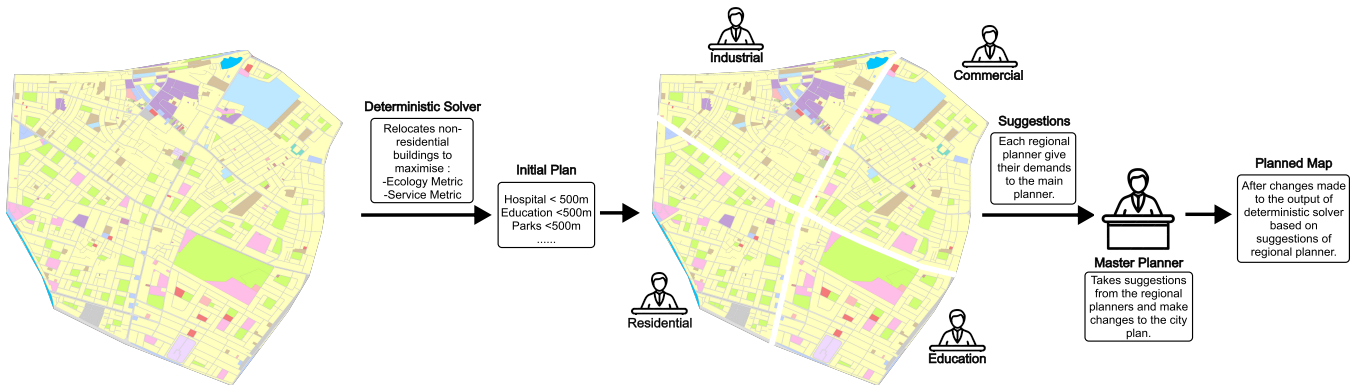 Deterministic Solver
Relocates non-
residential
buildings to
maximise :
-Ecology Metric
-Service Metric
Initial Plan
Hospital < 500m
Education <500m
Parks <500m
......
Industrial
Commercial
Residential
Education
Suggestions
Each regional
planner give
their demands
to the main
planner.
Master Planner
Takes suggestions
from the regional
planners and make
changes to the city
plan.
Planned Map
After changes made
to the output of
deterministic solver
based on
suggestions of
regional planner.